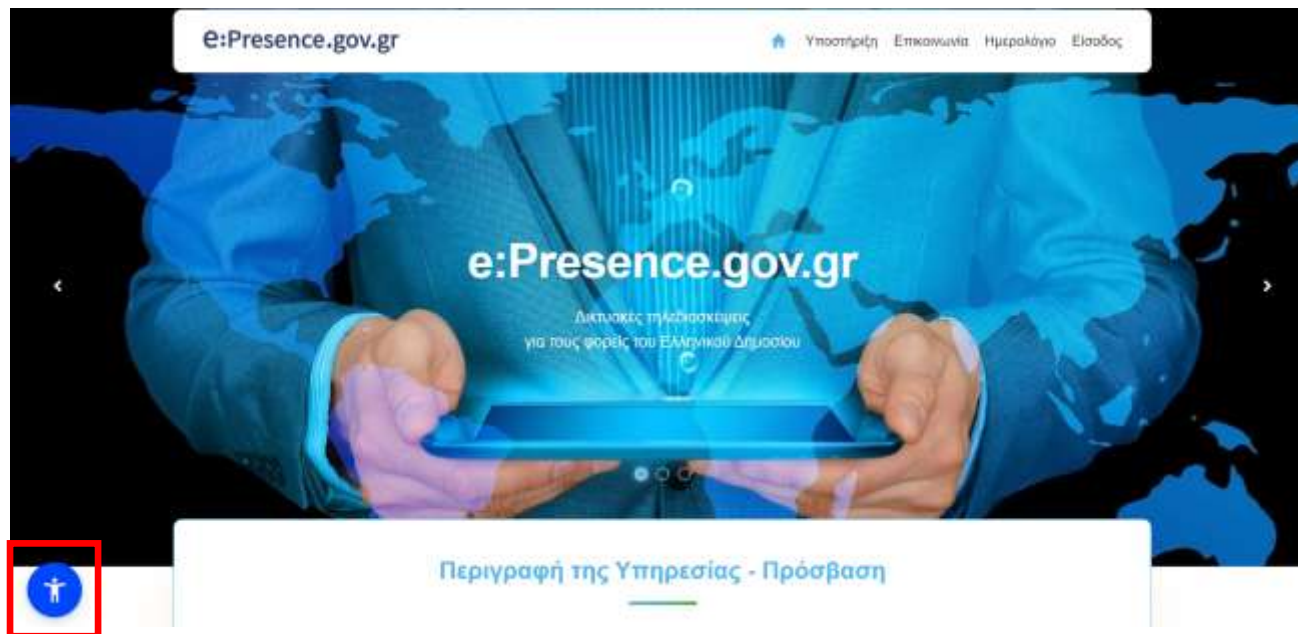 e:Presence.gov.gr
Υποστήριξη Επικοινωνία Ημερολόγιο Είσοδος
e:Presence.gov.gr
Δικτυακές τηλεδιασκέψεις
για τους φορείς του Ελληνικού Δημοσίου
Περιγραφή της Υπηρεσίας - Πρόσβαση